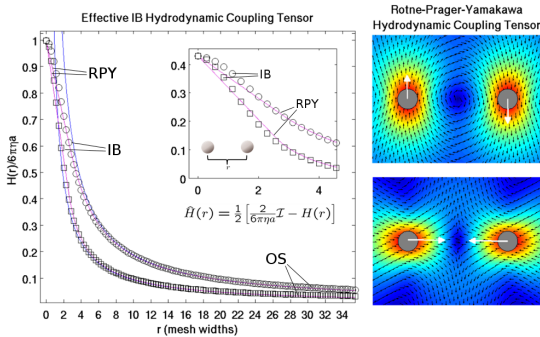 Effective IB Hydrodynamic Coupling Tensor
Rotne-Prager-Yamakawa
Hydrodynamic Coupling Tensor
H(r)/6πηa
1
0.9
0.8
0.7
0.6
0.5
0.4
0.3
0.2
0.1
RPY
IB
0.4
0.3
0.2
0.1
0
0 2 4
IB
RPY
r
Ĥ(r) = 1/2 [ 2/6πηa 𝓘 − H(r) ]
OS
0 2 4 6 8 10 12 14 16 18 20 22 24 26 28 30 32 34
r (mesh widths)